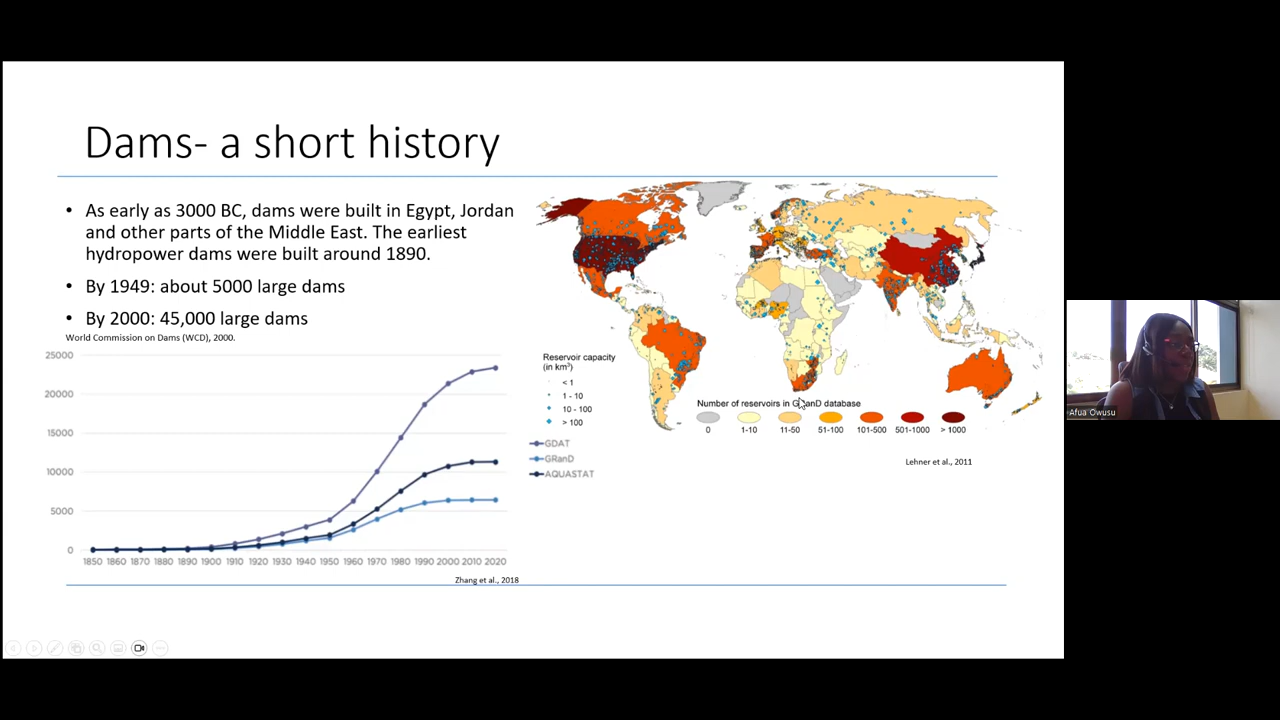 Dams- a short history
• As early as 3000 BC, dams were built in Egypt, Jordan
and other parts of the Middle East. The earliest
hydropower dams were built around 1890.
• By 1949: about 5000 large dams
• By 2000: 45,000 large dams
World Commission on Dams (WCD), 2000.
25000
20000
15000
10000
5000
0
1850 1860 1870 1880 1890 1900 1910 1920 1930 1940 1950 1960 1970 1980 1990 2000 2010 2020
GDAT
GRanD
AQUASTAT
Zhang et al., 2018
Reservoir capacity
(in km³)
< 1
1 - 10
10 - 100
> 100
Number of reservoirs in GRanD database
0 1-10 11-50 51-100 101-500 501-1000 > 1000
Lehner et al., 2011
Afua Owusu